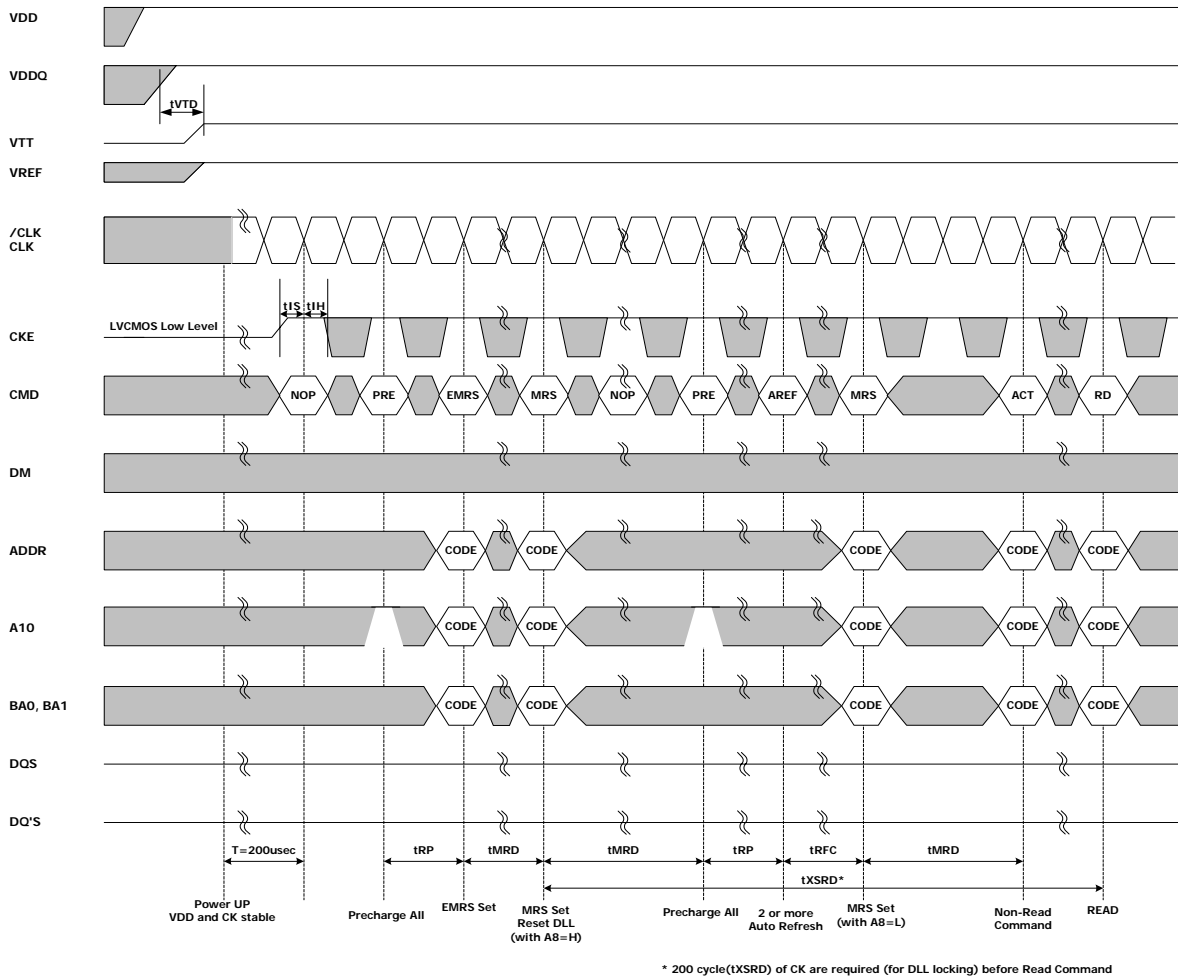 VDD
VDDQ
tVTD
VTT
VREF
/CLK
CLK
tIS tIH
LVCMOS Low Level
CKE
CMD NOP PRE EMRS MRS NOP PRE AREF MRS ACT RD
DM
ADDR CODE CODE CODE CODE CODE
A10 CODE CODE CODE CODE CODE
BA0, BA1 CODE CODE CODE CODE CODE
DQS
DQ'S
T=200usec tRP tMRD tMRD tRP tRFC tMRD
tXSRD*
Power UP
VDD and CK stable
Precharge All
EMRS Set
MRS Set
Reset DLL
(with A8=H)
Precharge All
2 or more
Auto Refresh
MRS Set
(with A8=L)
Non-Read
Command
READ
* 200 cycle(tXSRD) of CK are required (for DLL locking) before Read Command